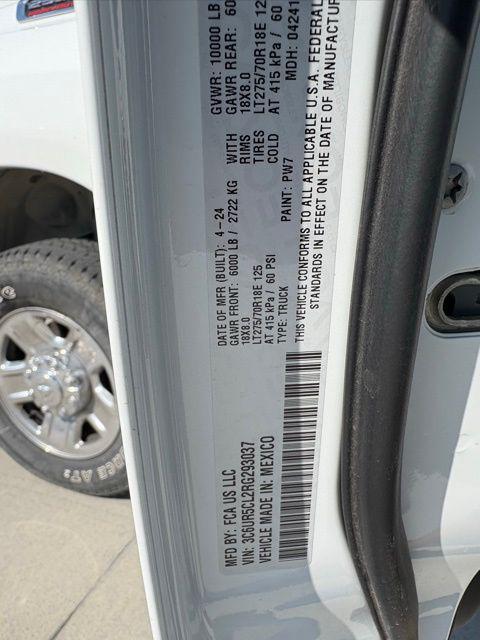 MFD BY: FCA US LLC
DATE OF MFR (BUILT): 4-24
GVWR: 10000 LB
GAWR FRONT: 6000 LB / 2722 KG WITH
GAWR REAR: 60
18X8.0 RIMS 18X8.0
LT275/70R18E 125 TIRES LT275/70R18E 12
AT 415 kPa / 60 PSI COLD AT 415 kPa / 60
VIN: 3C6UR5CL2RG293037
TYPE: TRUCK
PAINT: PW7
MDH: 04241
VEHICLE MADE IN: MEXICO
THIS VEHICLE CONFORMS TO ALL APPLICABLE U.S.A. FEDERAL
STANDARDS IN EFFECT ON THE DATE OF MANUFACTUR